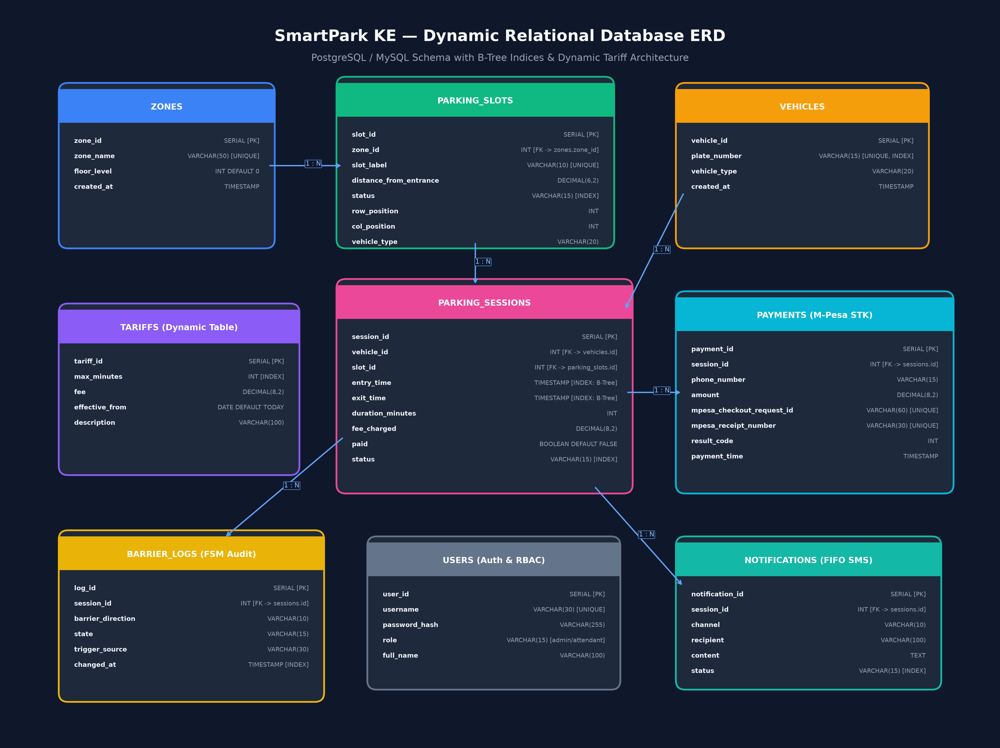 SmartPark KE — Dynamic Relational Database ERD
PostgreSQL / MySQL Schema with B-Tree Indices & Dynamic Tariff Architecture
ZONES
zone_id SERIAL [PK]
zone_name VARCHAR(50) [UNIQUE]
floor_level INT DEFAULT 0
created_at TIMESTAMP
1 : N
PARKING_SLOTS
slot_id SERIAL [PK]
zone_id INT [FK -> zones.zone_id]
slot_label VARCHAR(10) [UNIQUE]
distance_from_entrance DECIMAL(6,2)
status VARCHAR(15) [INDEX]
row_position INT
col_position INT
vehicle_type VARCHAR(20)
1 : N
VEHICLES
vehicle_id SERIAL [PK]
plate_number VARCHAR(15) [UNIQUE, INDEX]
vehicle_type VARCHAR(20)
created_at TIMESTAMP
1 : N
TARIFFS (Dynamic Table)
tariff_id SERIAL [PK]
max_minutes INT [INDEX]
fee DECIMAL(8,2)
effective_from DATE DEFAULT TODAY
description VARCHAR(100)
PARKING_SESSIONS
session_id SERIAL [PK]
vehicle_id INT [FK -> vehicles.id]
slot_id INT [FK -> parking_slots.id]
entry_time TIMESTAMP [INDEX: B-Tree]
exit_time TIMESTAMP [INDEX: B-Tree]
duration_minutes INT
fee_charged DECIMAL(8,2)
paid BOOLEAN DEFAULT FALSE
status VARCHAR(15) [INDEX]
1 : N
PAYMENTS (M-Pesa STK)
payment_id SERIAL [PK]
session_id INT [FK -> sessions.id]
phone_number VARCHAR(15)
amount DECIMAL(8,2)
mpesa_checkout_request_id VARCHAR(60) [UNIQUE]
mpesa_receipt_number VARCHAR(30) [UNIQUE]
result_code INT
payment_time TIMESTAMP
1 : N
1 : N
BARRIER_LOGS (FSM Audit)
log_id SERIAL [PK]
session_id INT [FK -> sessions.id]
barrier_direction VARCHAR(10)
state VARCHAR(15)
trigger_source VARCHAR(30)
changed_at TIMESTAMP [INDEX]
USERS (Auth & RBAC)
user_id SERIAL [PK]
username VARCHAR(30) [UNIQUE]
password_hash VARCHAR(255)
role VARCHAR(15) [admin/attendant]
full_name VARCHAR(100)
NOTIFICATIONS (FIFO SMS)
notification_id SERIAL [PK]
session_id INT [FK -> sessions.id]
channel VARCHAR(10)
recipient VARCHAR(100)
content TEXT
status VARCHAR(15) [INDEX]